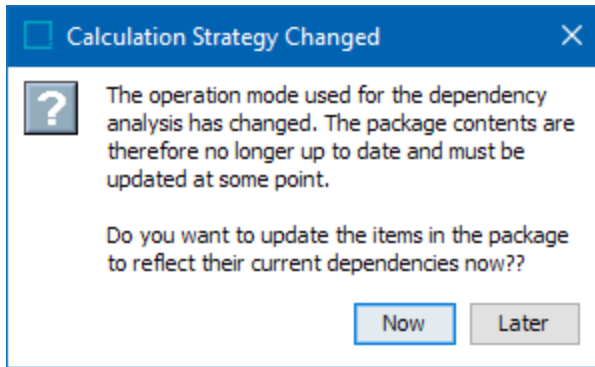 Calculation Strategy Changed
The operation mode used for the dependency
analysis has changed. The package contents are
therefore no longer up to date and must be
updated at some point.
Do you want to update the items in the package
to reflect their current dependencies now??
Now
Later